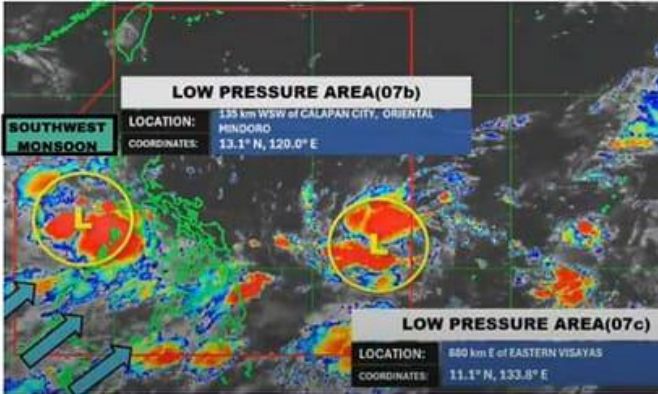 LOW PRESSURE AREA(07b)
LOCATION: 135 km WSW of CALAPAN CITY, ORIENTAL
MINDORO
COORDINATES: 13.1° N, 120.0° E
SOUTHWEST
MONSOON
L
L
LOW PRESSURE AREA(07c)
LOCATION: 880 km E of EASTERN VISAYAS
COORDINATES: 11.1° N, 133.8° E